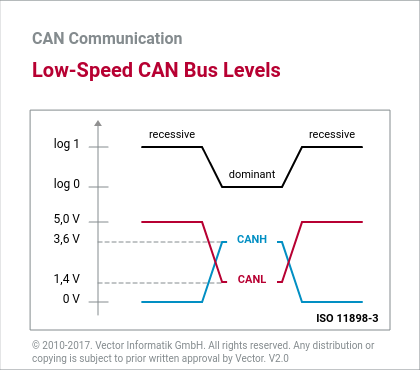 CAN Communication
Low-Speed CAN Bus Levels
recessive
recessive
log 1
dominant
log 0
5,0 V
3,6 V
CANH
1,4 V
CANL
0 V
ISO 11898-3
© 2010-2017. Vector Informatik GmbH. All rights reserved. Any distribution or
copying is subject to prior written approval by Vector. V2.0